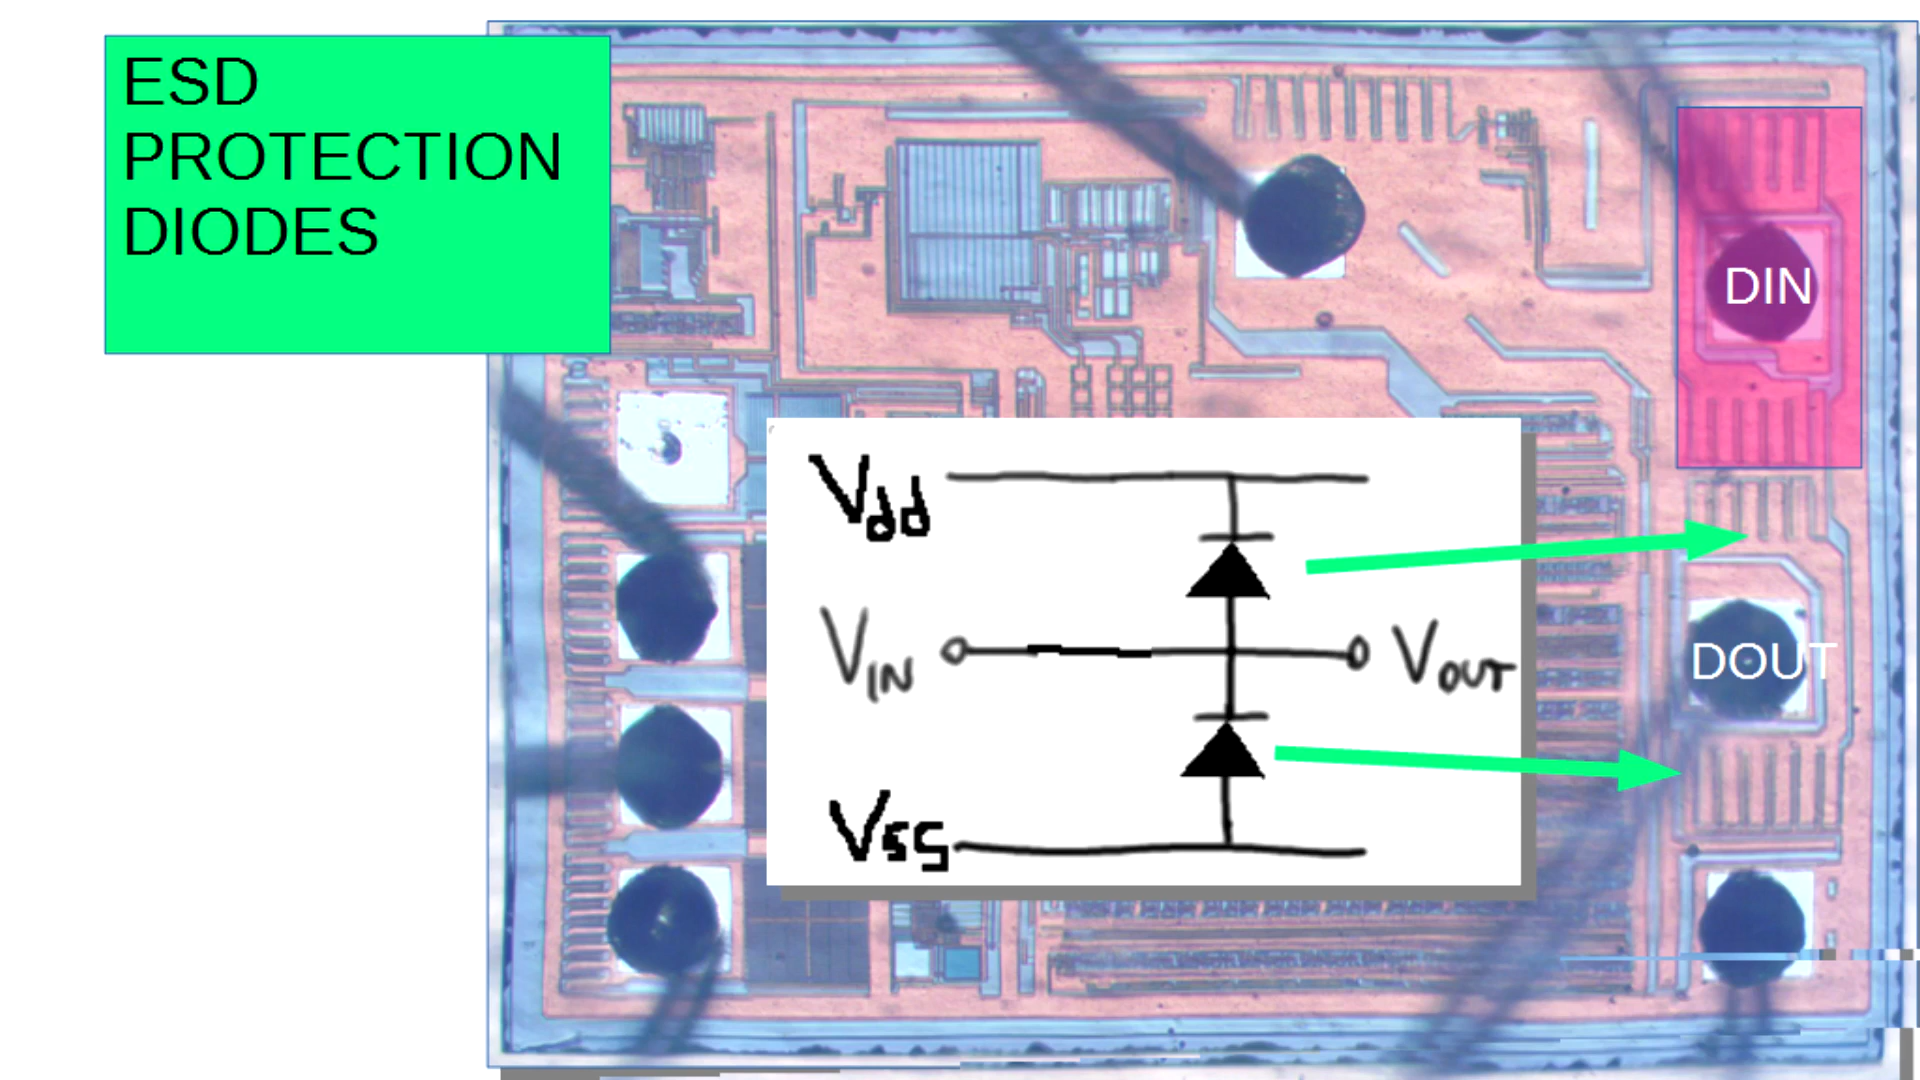 ESD
PROTECTION
DIODES
DIN
Vdd
VIN
VOUT
DOUT
Vss